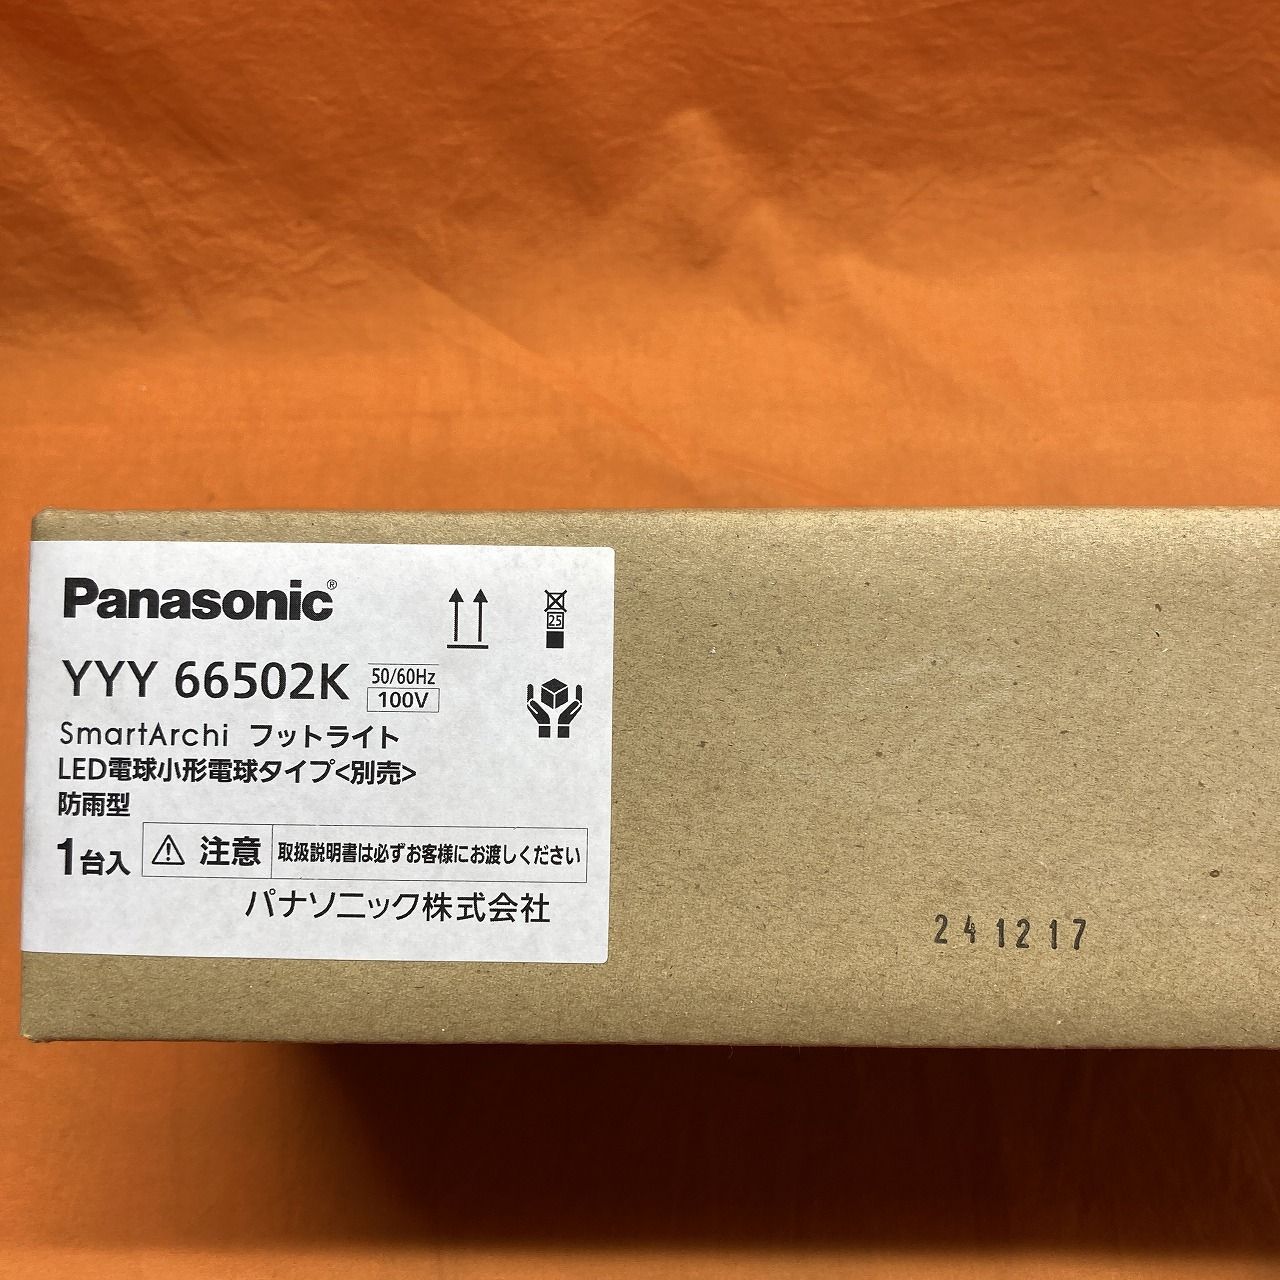 Panasonic®
YYY 66502K
50/60Hz
100V
25
SmartArchi フットライト
LED電球小形電球タイプ<別売>
防雨型
1台入
注意 取扱説明書は必ずお客様にお渡しください
パナソニック株式会社
241217